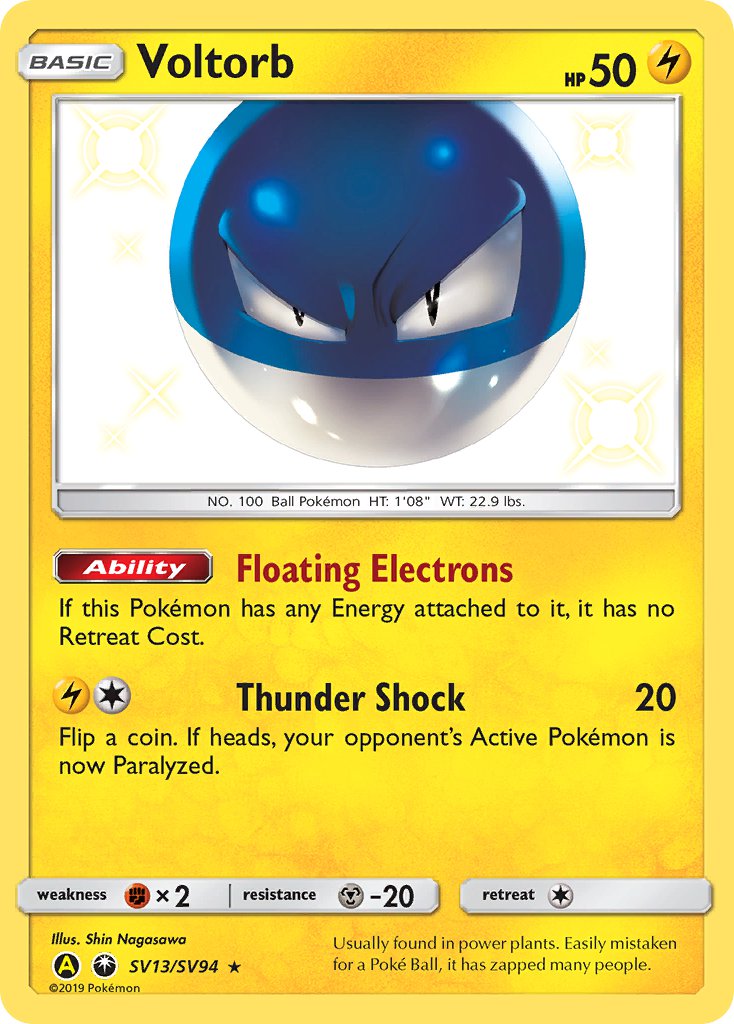 BASIC Voltorb HP 50
NO. 100 Ball Pokémon HT: 1'08" WT: 22.9 lbs.
Ability Floating Electrons
If this Pokémon has any Energy attached to it, it has no
Retreat Cost.
Thunder Shock 20
Flip a coin. If heads, your opponent's Active Pokémon is
now Paralyzed.
weakness ×2 resistance -20 retreat
Illus. Shin Nagasawa
A SV13/SV94 ★
©2019 Pokémon
Usually found in power plants. Easily mistaken
for a Poké Ball, it has zapped many people.